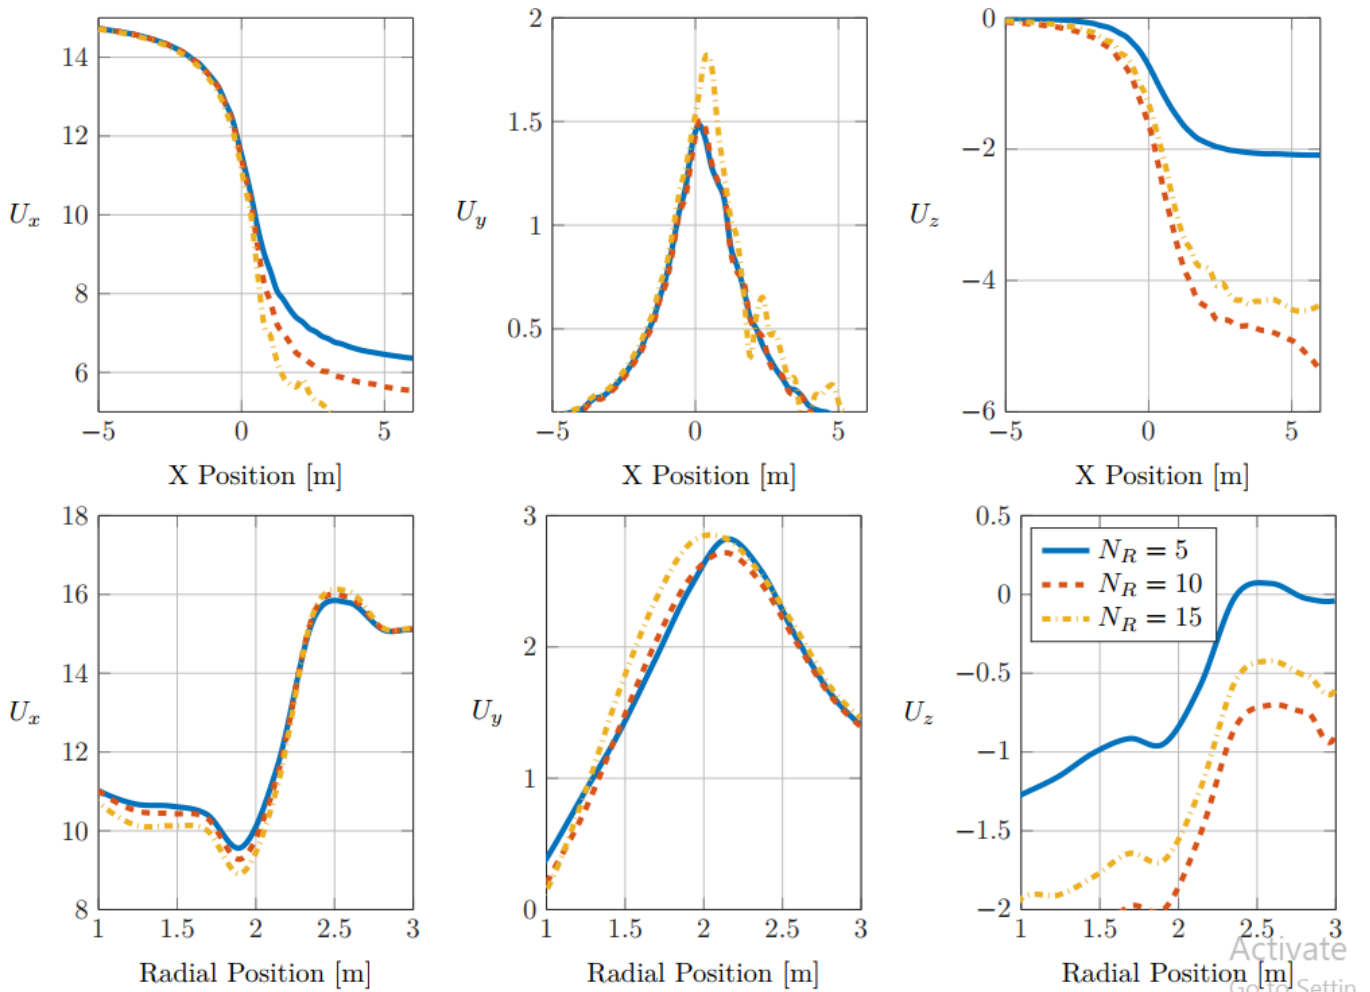 14
12
U_x 10
8
6
−5 0 5
X Position [m]
2
1.5
U_y 1
0.5
−5 0 5
X Position [m]
0
−2
U_z
−4
−6
−5 0 5
X Position [m]
18
16
14
U_x
12
10
8
1 1.5 2 2.5 3
Radial Position [m]
3
2
U_y
1
0
1 1.5 2 2.5 3
Radial Position [m]
0.5
0
−0.5
U_z
−1
−1.5
−2
1 1.5 2 2.5 3
Radial Position [m]
N_R = 5
N_R = 10
N_R = 15
Activate
Go to Settin